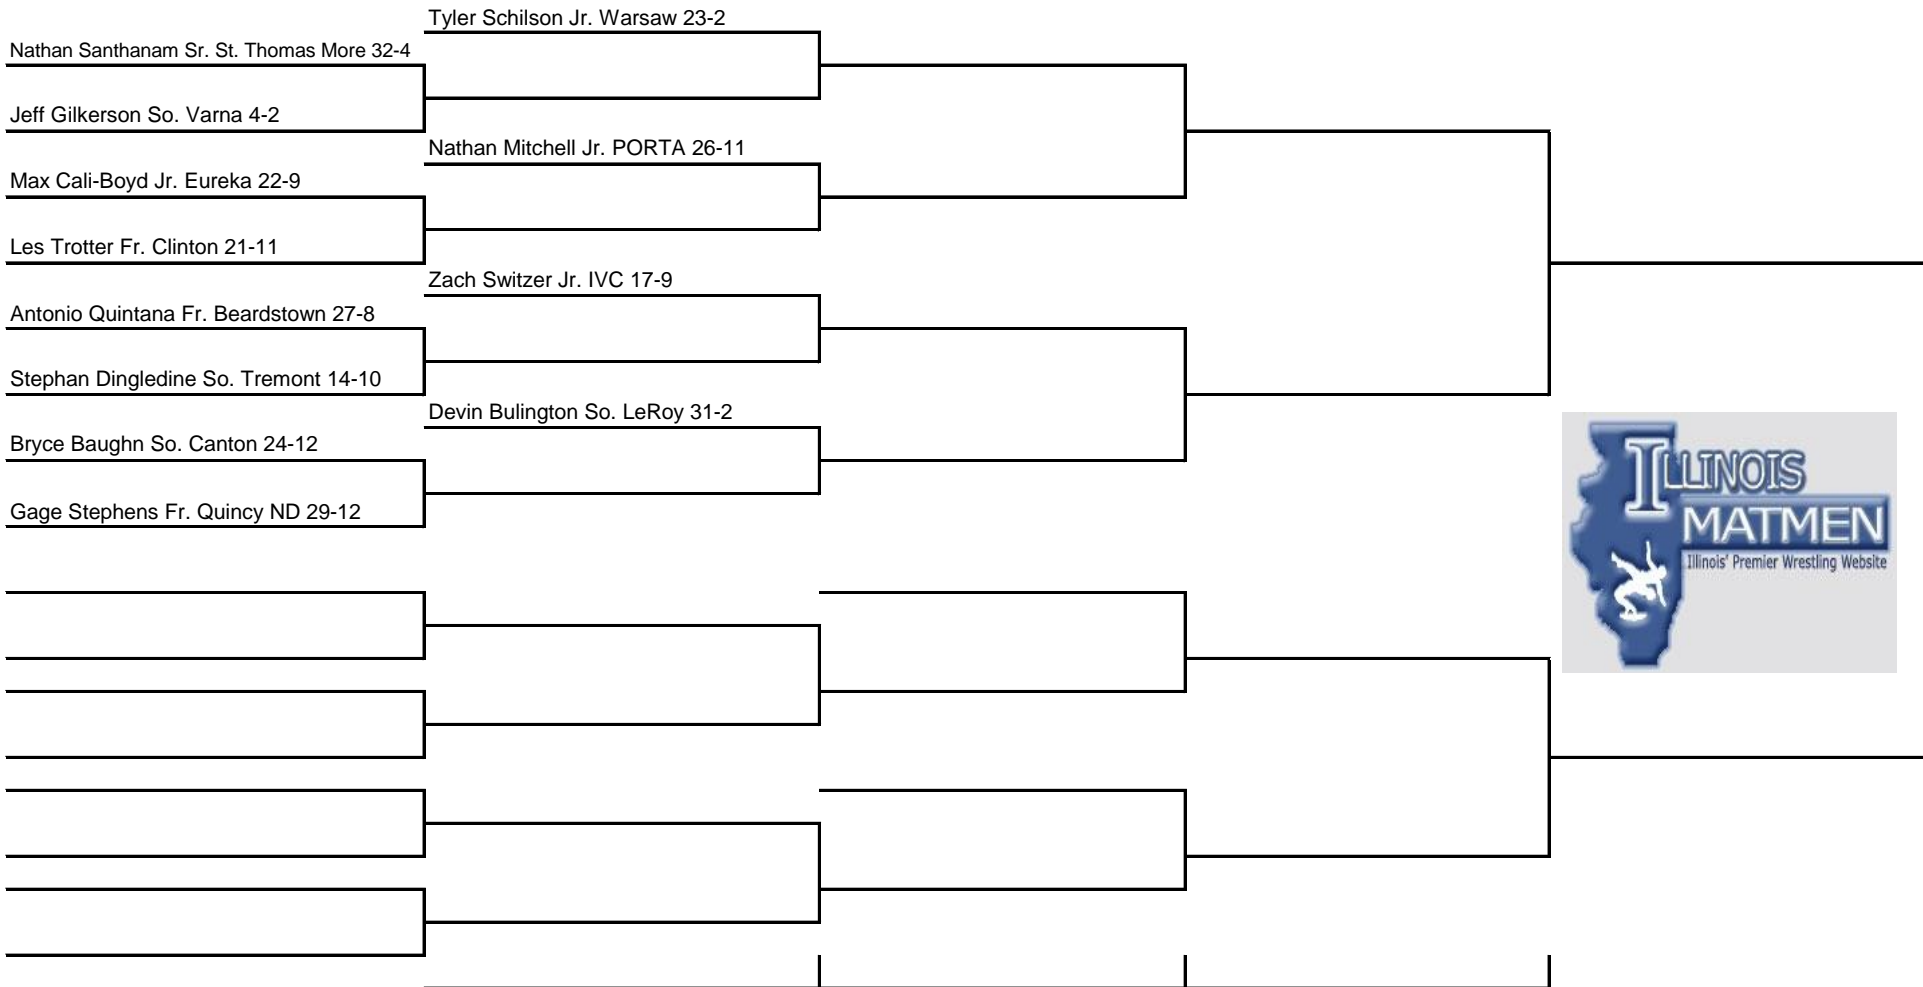 Tyler Schilson Jr. Warsaw 23-2
Nathan Santhanam Sr. St. Thomas More 32-4
Jeff Gilkerson So. Varna 4-2
Nathan Mitchell Jr. PORTA 26-11
Max Cali-Boyd Jr. Eureka 22-9
Les Trotter Fr. Clinton 21-11
Zach Switzer Jr. IVC 17-9
Antonio Quintana Fr. Beardstown 27-8
Stephan Dingledine So. Tremont 14-10
Devin Bulington So. LeRoy 31-2
Bryce Baughn So. Canton 24-12
Gage Stephens Fr. Quincy ND 29-12
ILLINOIS
MATMEN
Illinois' Premier Wrestling Website